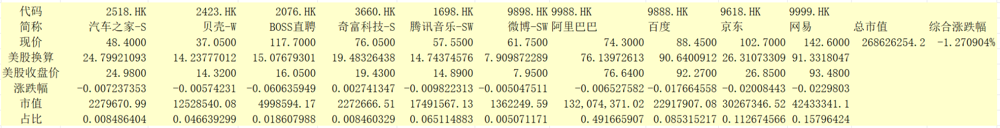 代码 2518.HK 2423.HK 2076.HK 3660.HK 1698.HK 9898.HK 9988.HK 9888.HK 9618.HK 9999.HK
简称 汽车之家-S 贝壳-W BOSS直聘 奇富科技-S 腾讯音乐-SW 微博-SW 阿里巴巴 百度 京东 网易 总市值 综合涨跌幅
现价 48.4000 37.0500 117.7000 76.0500 57.5500 61.7500 74.3000 88.4500 102.7000 142.6000 268626254.2 -1.270904%
美股换算 24.79921093 14.23777012 15.07679301 19.48326438 14.74374576 7.909872289 76.13972613 90.6400912 26.31073309 91.3318047
美股收盘价 24.9800 14.3200 16.0500 19.4300 14.8900 7.9500 76.6400 92.2700 26.8500 93.4800
涨跌幅 -0.007237353 -0.00574231 -0.060635949 0.002741347 -0.009822313 -0.005047511 -0.006527582 -0.017664558 -0.02008443 -0.0229803
市值 2279670.99 12528540.08 4998594.17 2272666.51 17491567.13 1362249.59 132,074,371.02 22917907.08 30267346.52 42433341.1
占比 0.008486404 0.046639299 0.018607988 0.008460329 0.065114883 0.005071171 0.491665907 0.085315217 0.112674566 0.15796424